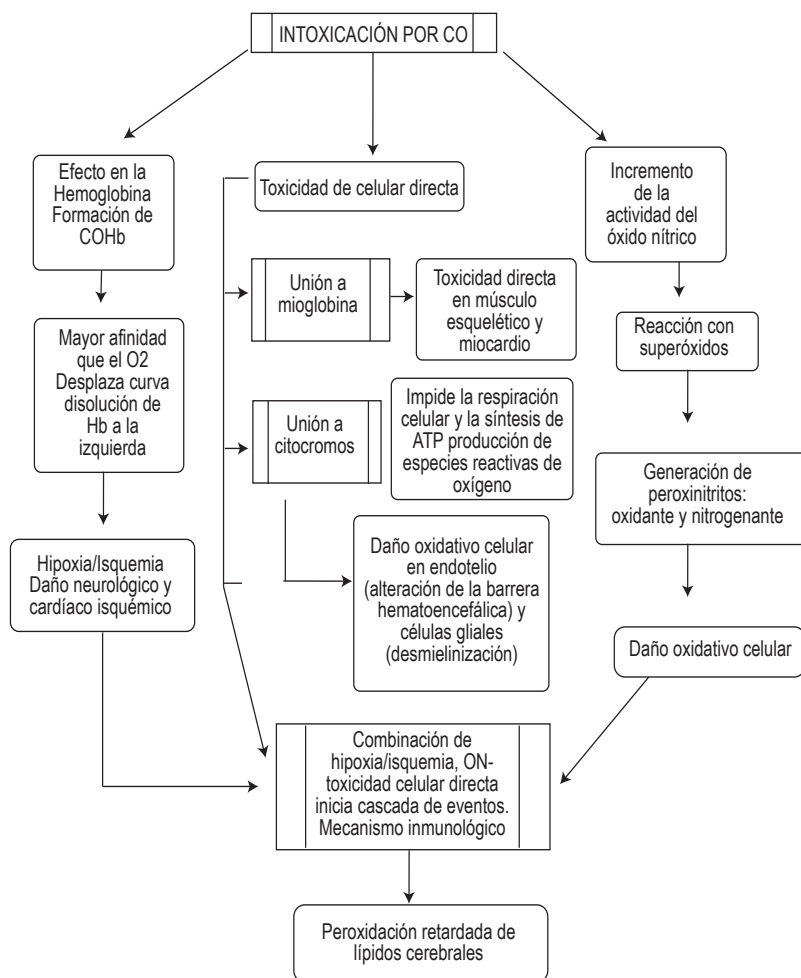 INTOXICACIÓN POR CO
Efecto en la
Hemoglobina
Formación de
COHb
Toxicidad de celular directa
Incremento
de la
actividad del
óxido nítrico
Unión a
mioglobina
Toxicidad directa
en músculo
esquelético y
miocardio
Reacción con
superóxidos
Mayor afinidad
que el O2
Desplaza curva
disolución de
Hb a la
izquierda
Unión a
citocromos
Impide la respiración
celular y la síntesis de
ATP producción de
especies reactivas de
oxígeno
Generación de
peroxinitritos:
oxidante y nitrogenante
Hipoxia/Isquemia
Daño neurológico y
cardíaco isquémico
Daño oxidativo celular
en endotelio
(alteración de la barrera
hematoencefálica) y
células gliales
(desmielinización)
Daño oxidativo celular
Combinación de
hipoxia/isquemia, ON-
toxicidad celular directa
inicia cascada de eventos.
Mecanismo inmunológico
Peroxidación retardada de
lípidos cerebrales